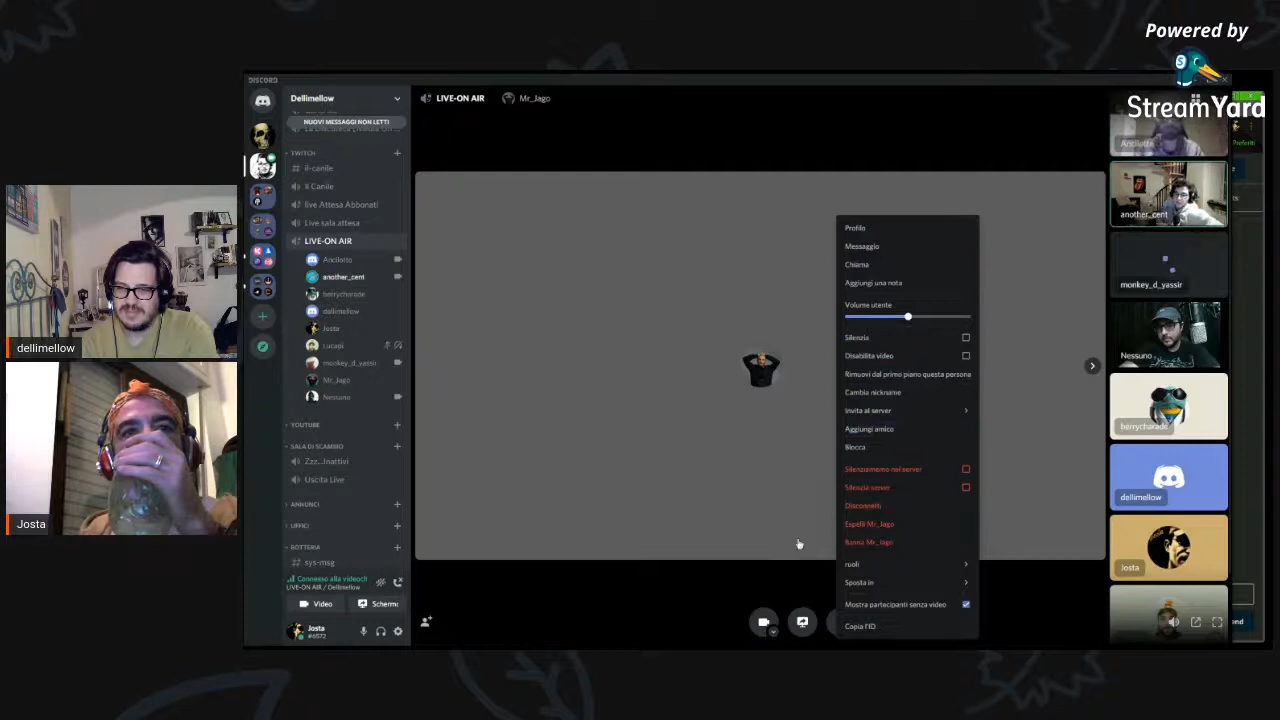 Powered by
StreamYard
DISCORD
Dellimellow
LIVE-ON AIR
Mr_Jago
NUOVI MESSAGGI NON LETTI
TWITCH
il-canile
Il Canile
live Attesa Abbonati
Live sala attesa
LIVE-ON AIR
Ancilotto
another_cent
berrycharade
dellimellow
Josta
Lucapi
monkey_d_yassir
Mr_Jago
Nessuno
YOUTUBE
SALA DI SCAMBIO
Zzz...Inattivi
Uscita Live
ANNUNCI
UFFICI
BOTTERIA
sys-msg
Connesso alla videoch
LIVE-ON AIR / Dellimellow
Video
Schermo
Josta
#6572
dellimellow
Josta
Profilo
Messaggio
Chiama
Aggiungi una nota
Volume utente
Silenzia
Disabilita video
Rimuovi dal primo piano questa persona
Cambia nickname
Invita al server
Aggiungi amico
Blocca
Silenziamento nel server
Silenzia server
Disconnetti
Espelli Mr_Jago
Banna Mr_Jago
ruoli
Sposta in
Mostra partecipanti senza video
Copia l'ID
Ancilotto
another_cent
monkey_d_yassir
Nessuno
berrycharade
dellimellow
Josta
Preferiti